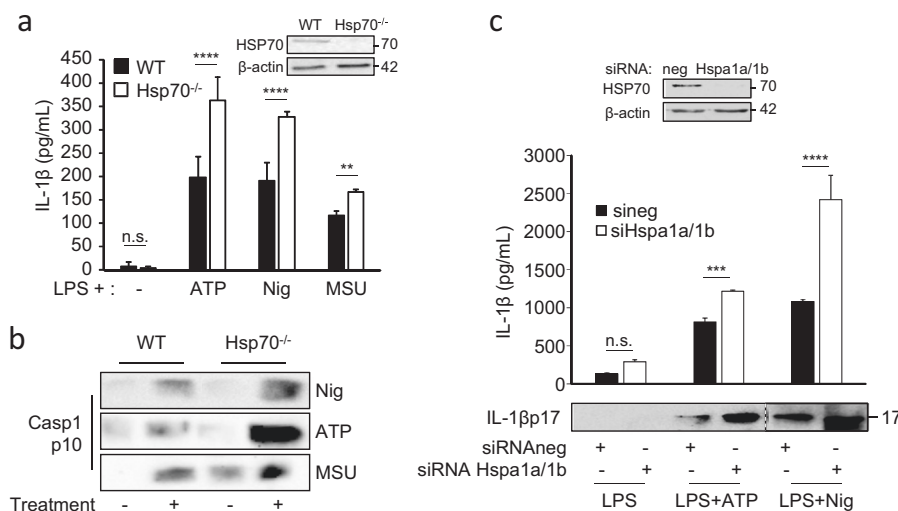 a
WT Hsp70-/-
HSP70 70
β-actin 42
WT
Hsp70-/-
****
****
**
n.s.
IL-1β (pg/mL)
450
400
350
300
250
200
150
100
50
0
LPS + : - ATP Nig MSU
b
WT Hsp70-/-
Casp1
p10
Nig
ATP
MSU
Treatment - + - +
c
siRNA: neg Hspa1a/1b
HSP70 70
β-actin 42
IL-1β (pg/mL)
3000
2500
2000
1500
1000
500
0
sineg
siHspa1a/1b
n.s.
***
****
IL-1βp17 17
siRNAneg + - + - + -
siRNA Hspa1a/1b - + - + - +
LPS LPS+ATP LPS+Nig